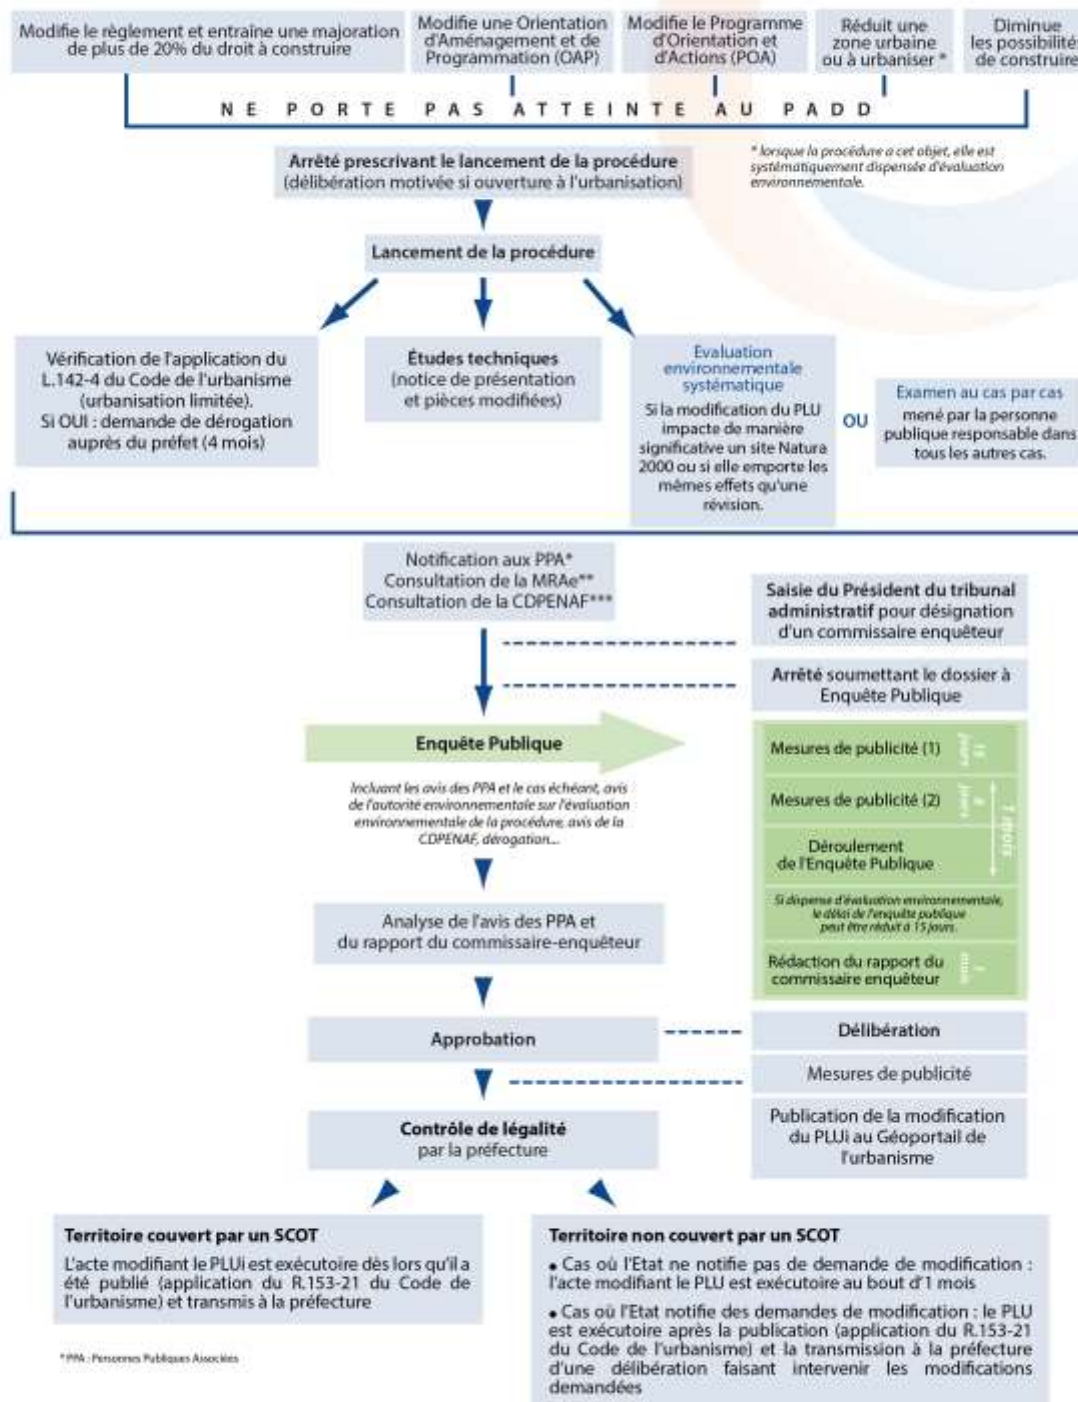 Modifie le règlement et entraîne une majoration
de plus de 20% du droit à construire
Modifie une Orientation
d'Aménagement et de
Programmation (OAP)
Modifie le Programme
d'Orientation et
d'Actions (POA)
Réduit une
zone urbaine
ou à urbaniser *
Diminue
les possibilités
de construire
NE PORTE PAS ATTEINTE AU PADD
Arrêté prescrivant le lancement de la procédure
(délibération motivée si ouverture à l'urbanisation)
* lorsque la procédure a cet objet, elle est
systématiquement dispensée d'évaluation
environnementale.
Lancement de la procédure
Vérification de l'application du
L.142-4 du Code de l'urbanisme
(urbanisation limitée).
Si OUI : demande de dérogation
auprès du préfet (4 mois)
Études techniques
(notice de présentation
et pièces modifiées)
Evaluation
environnementale
systématique
Si la modification du PLU
impacte de manière
significative un site Natura
2000 ou si elle emporte les
mêmes effets qu'une
révision.
OU
Examen au cas par cas
mené par la personne
publique responsable dans
tous les autres cas.
Notification aux PPA*
Consultation de la MRAe**
Consultation de la CDPENAF***
Saisie du Président du tribunal
administratif pour désignation
d'un commissaire enquêteur
Arrêté soumettant le dossier à
Enquête Publique
Enquête Publique
Incluant les avis des PPA et le cas échéant, avis
de l'autorité environnementale sur l'évaluation
environnementale de la procédure, avis de la
CDPENAF, dérogation...
Mesures de publicité (1)
15
jours
Mesures de publicité (2)
8
jours
1 mois
Déroulement
de l'Enquête Publique
Si dispense d'évaluation environnementale,
le délai de l'enquête publique
peut être réduit à 15 jours.
Rédaction du rapport du
commissaire enquêteur
1
mois
Analyse de l'avis des PPA et
du rapport du commissaire-enquêteur
Approbation
Délibération
Mesures de publicité
Contrôle de légalité
par la préfecture
Publication de la modification
du PLUi au Géoportail de
l'urbanisme
Territoire couvert par un SCOT
L'acte modifiant le PLUi est exécutoire dès lors qu'il a
été publié (application du R.153-21 du Code de
l'urbanisme) et transmis à la préfecture
Territoire non couvert par un SCOT
• Cas où l'Etat ne notifie pas de demande de modification :
l'acte modifiant le PLU est exécutoire au bout d'1 mois
• Cas où l'Etat notifie des demandes de modification : le PLU
est exécutoire après la publication (application du R.153-21
du Code de l'urbanisme) et la transmission à la préfecture
d'une délibération faisant intervenir les modifications
demandées
* PPA : Personnes Publiques Associées